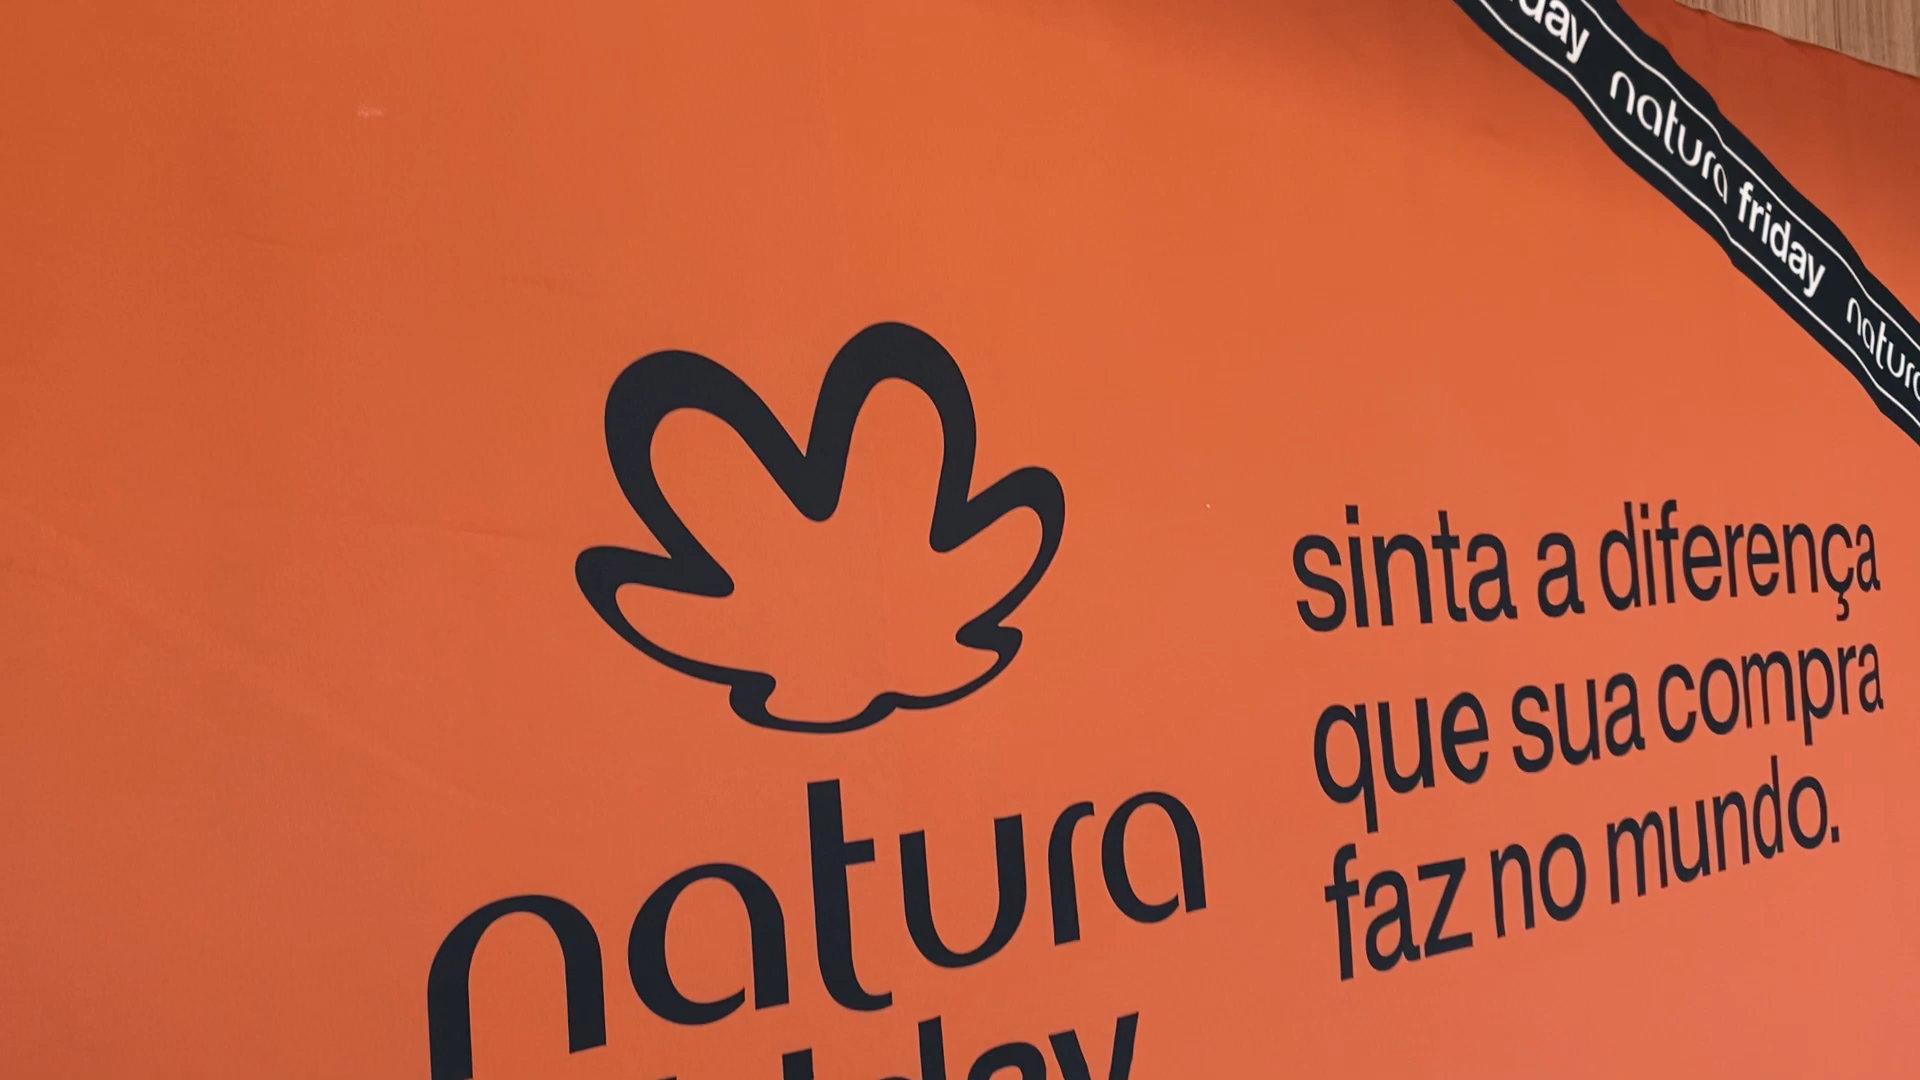 natura friday natura
natura
friday
sinta a diferença
que sua compra
faz no mundo.